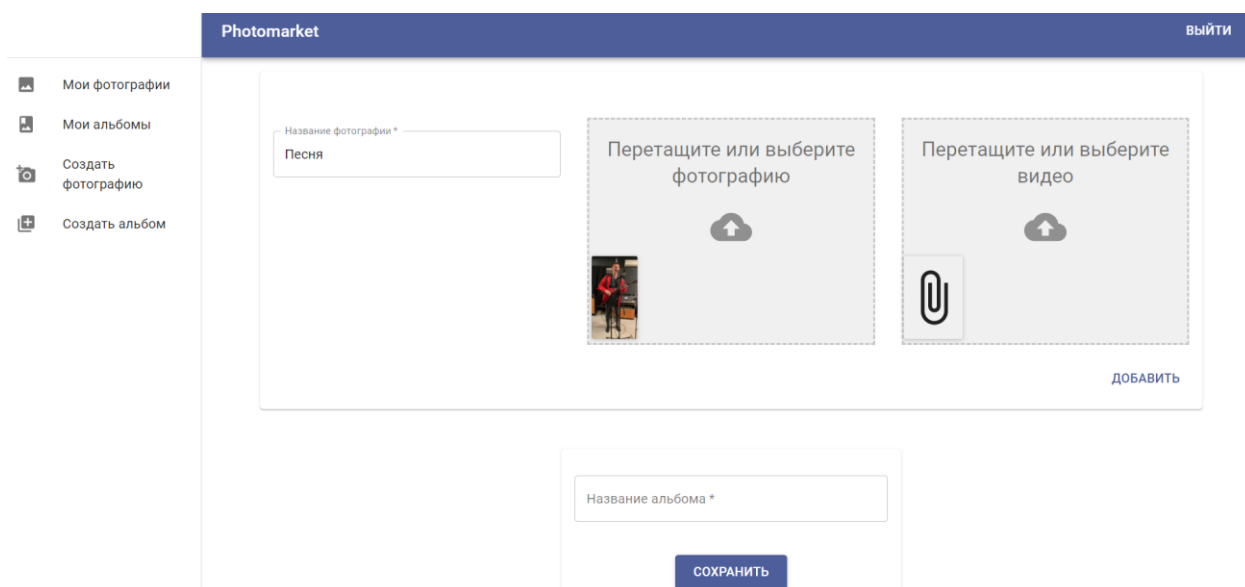 Photomarket
ВЫЙТИ
Мои фотографии
Мои альбомы
Создать
фотографию
Создать альбом
Название фотографии *
Песня
Перетащите или выберите
фотографию
Перетащите или выберите
видео
ДОБАВИТЬ
Название альбома *
СОХРАНИТЬ